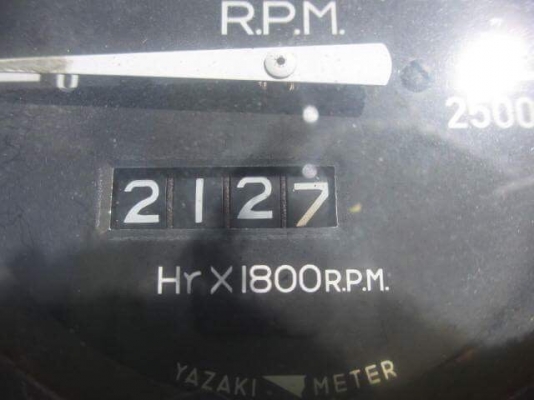 R.P.M.
2500
2127
Hr X 1800 R.P.M.
YAZAKI METER